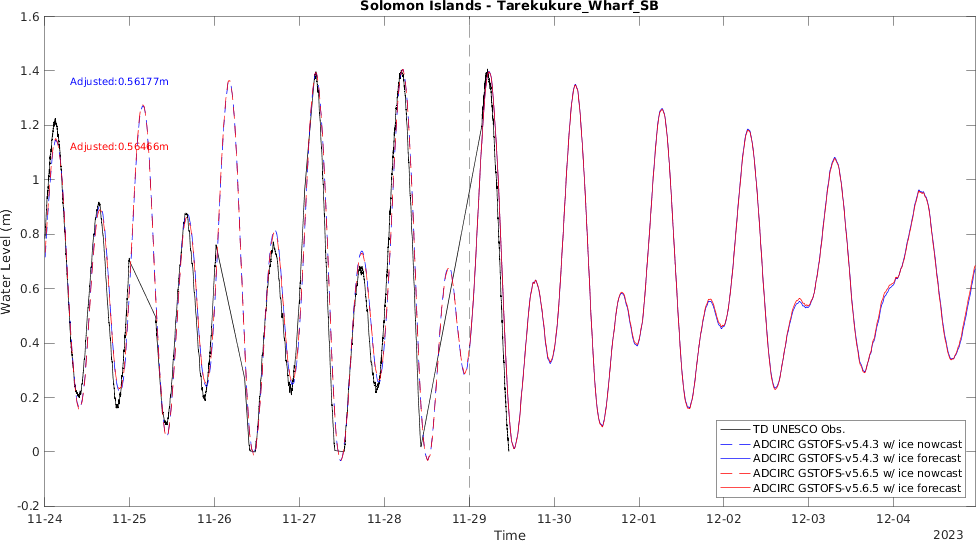 Solomon Islands - Tarekukure_Wharf_SB
1.6
1.4
1.2
1
0.8
0.6
0.4
0.2
0
-0.2
Water Level (m)
Adjusted:0.56177m
Adjusted:0.56466m
TD UNESCO Obs.
ADCIRC GSTOFS-v5.4.3 w/ ice nowcast
ADCIRC GSTOFS-v5.4.3 w/ ice forecast
ADCIRC GSTOFS-v5.6.5 w/ ice nowcast
ADCIRC GSTOFS-v5.6.5 w/ ice forecast
11-24 11-25 11-26 11-27 11-28 11-29 11-30 12-01 12-02 12-03 12-04
Time
2023